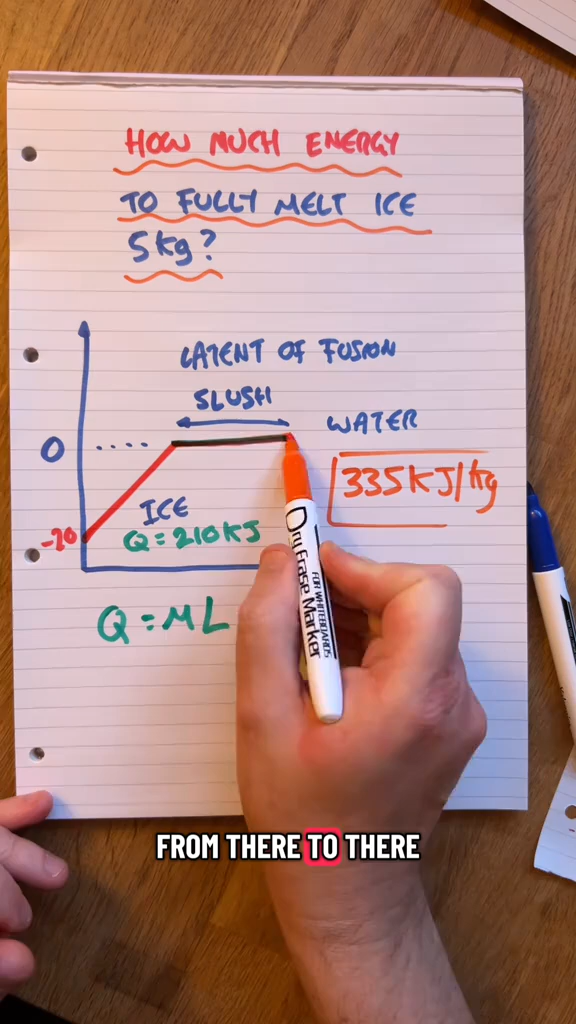 HOW MUCH ENERGY
TO FULLY MELT ICE
5kg?
LATENT OF FUSION
SLUSH
WATER
0 ....
335KJ/kg
ICE
-20
Q = 210KJ
Q = ML
Dry Erase Marker
FOR WHITEBOARDS
FROM THERE TO THERE